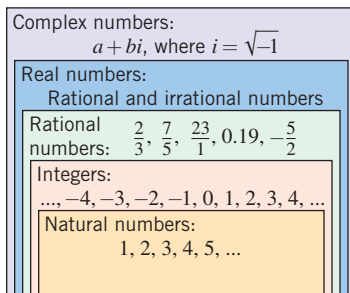 Complex numbers:
a + bi, where i = √−1
Real numbers:
Rational and irrational numbers
Rational numbers: 2/3, 7/5, 23/1, 0.19, −5/2
Integers:
..., −4, −3, −2, −1, 0, 1, 2, 3, 4, ...
Natural numbers:
1, 2, 3, 4, 5, ...